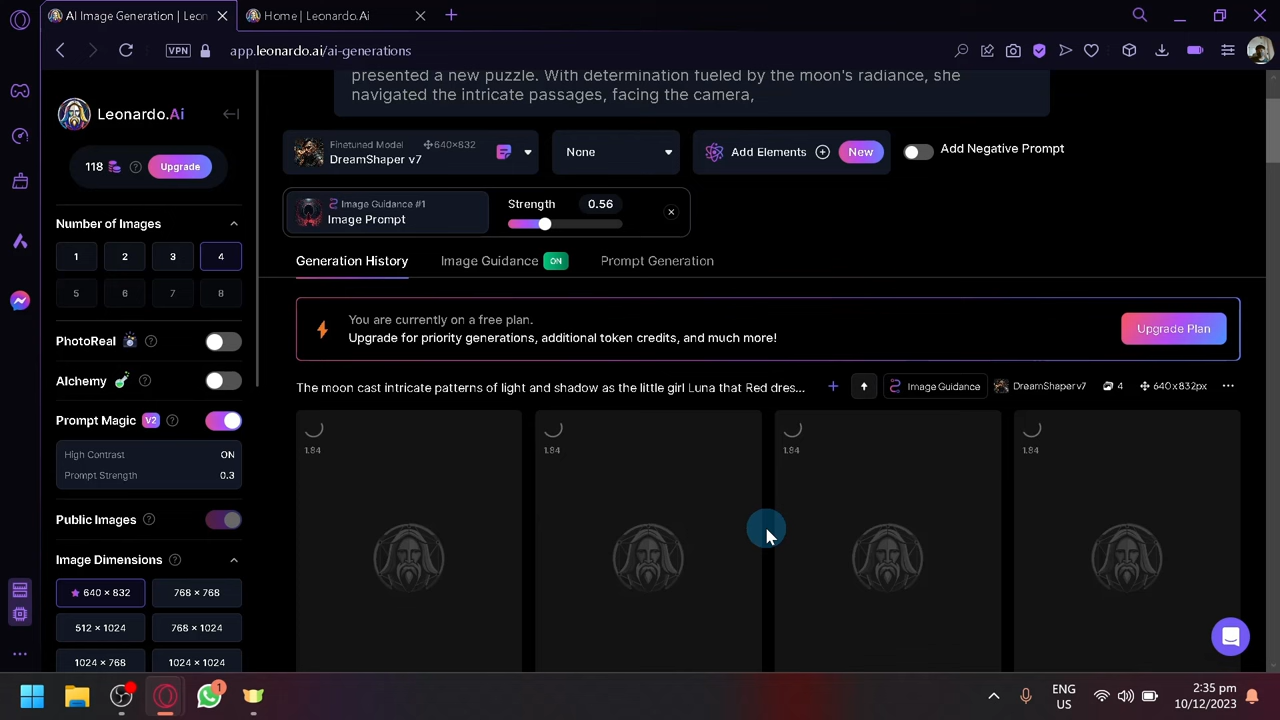 AI Image Generation | Leon
Home | Leonardo.Ai
VPN
app.leonardo.ai/ai-generations
Leonardo.Ai
118
Upgrade
Number of Images
1
2
3
4
5
6
7
8
PhotoReal
Alchemy
Prompt Magic V2
High Contrast ON
Prompt Strength 0.3
Public Images
Image Dimensions
640 × 832
768 × 768
512 × 1024
768 × 1024
1024 × 768
1024 × 1024
presented a new puzzle. With determination fueled by the moon's radiance, she
navigated the intricate passages, facing the camera,
Finetuned Model 640×832
DreamShaper v7
None
Add Elements
New
Add Negative Prompt
Image Guidance #1
Image Prompt
Strength 0.56
Generation History
Image Guidance ON
Prompt Generation
You are currently on a free plan.
Upgrade for priority generations, additional token credits, and much more!
Upgrade Plan
The moon cast intricate patterns of light and shadow as the little girl Luna that Red dres...
Image Guidance
DreamShaper v7
4
640x832px
1.84
1.84
1.84
1.84
1
ENG
US
2:35 pm
10/12/2023